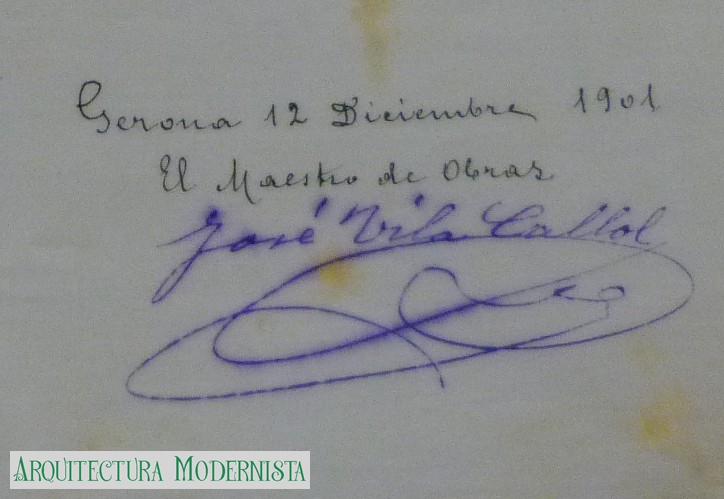 Gerona 12 Diciembre 1901
El Maestro de Obras
José Vila Callol
ARQUITECTURA MODERNISTA